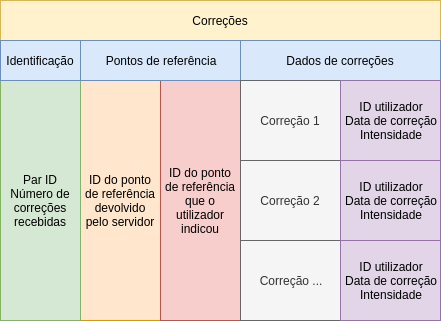 Correções
Identificação
Pontos de referência
Dados de correções
Par ID
Número de
correções
recebidas
ID do ponto
de referência
devolvido
pelo servidor
ID do ponto
de referência
que o
utilizador
indicou
Correção 1
ID utilizador
Data de correção
Intensidade
Correção 2
ID utilizador
Data de correção
Intensidade
Correção ...
ID utilizador
Data de correção
Intensidade